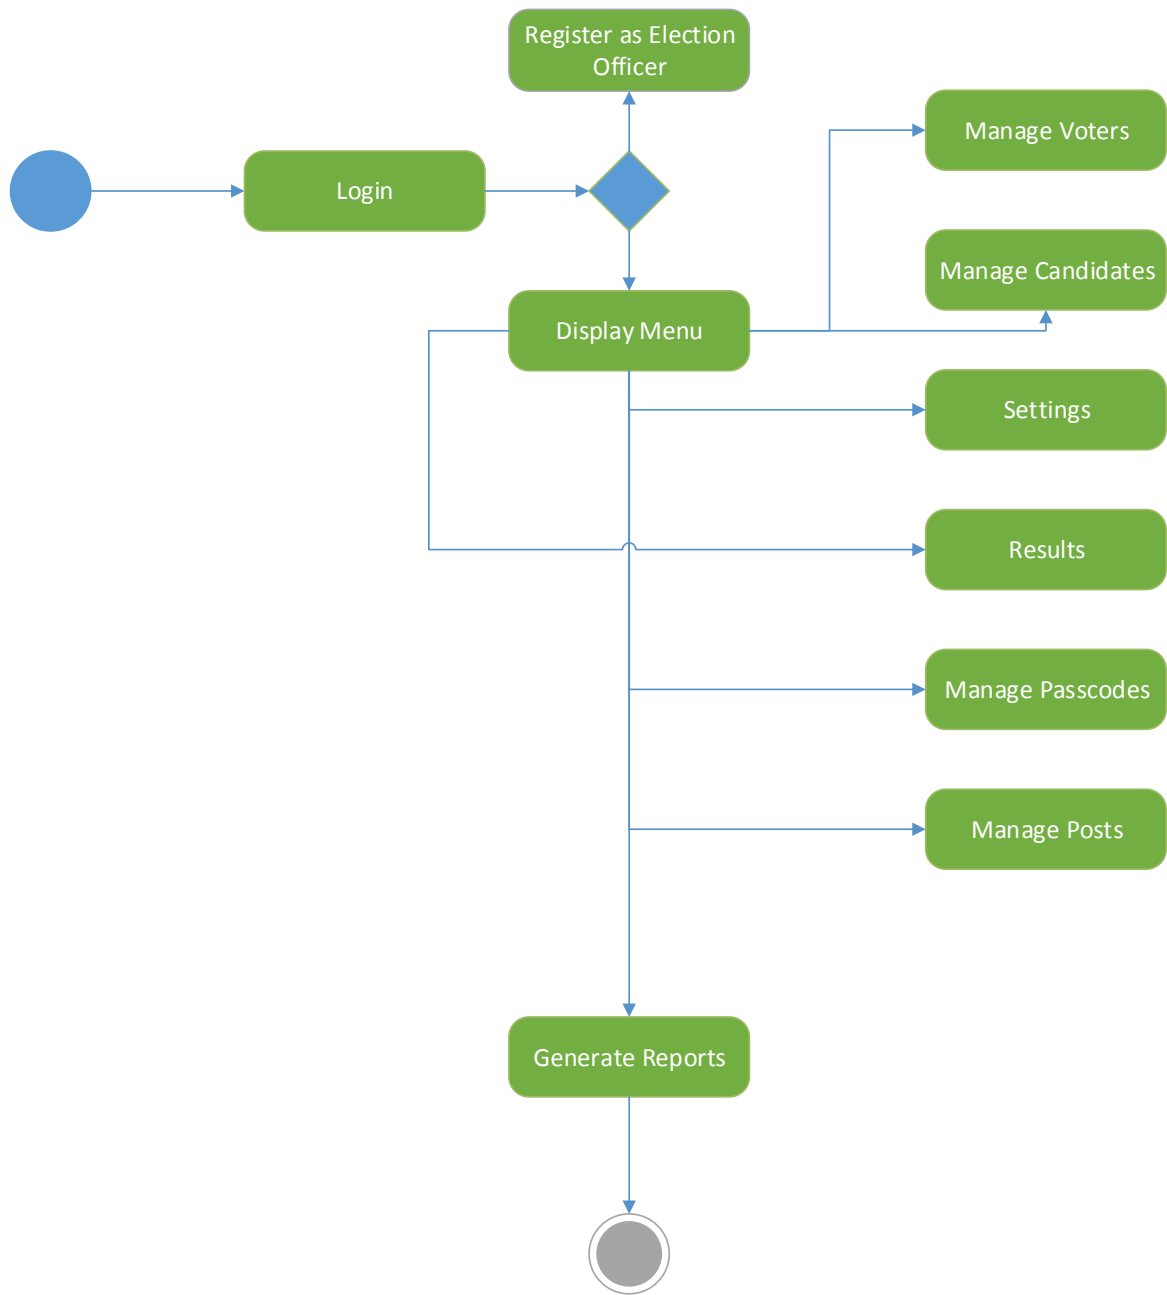 Register as Election
Officer
Manage Voters
Login
Manage Candidates
Display Menu
Settings
Results
Manage Passcodes
Manage Posts
Generate Reports